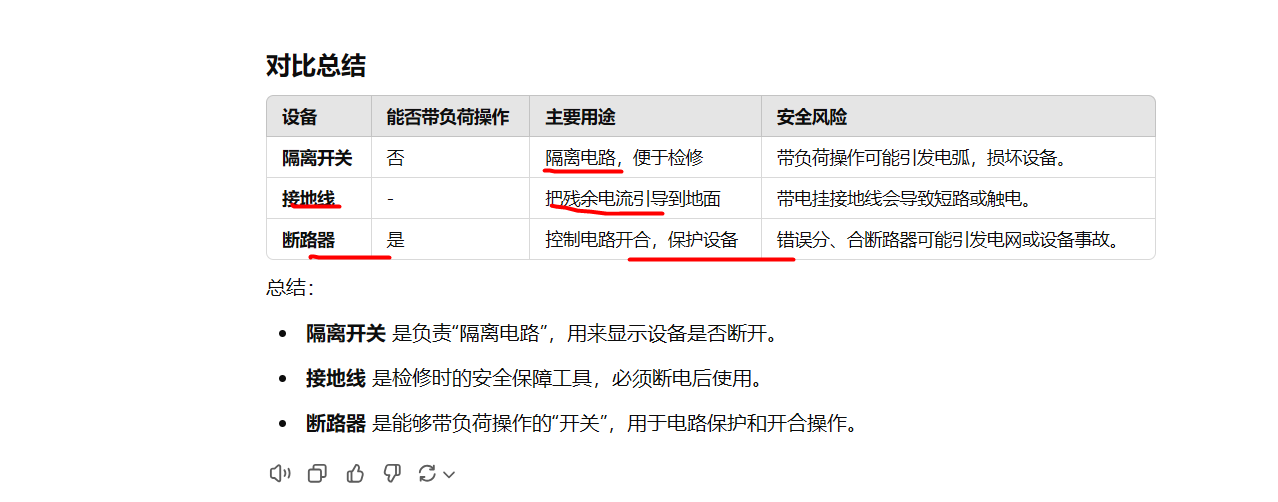 对比总结
设备 能否带负荷操作 主要用途 安全风险
隔离开关 否 隔离电路，便于检修 带负荷操作可能引发电弧，损坏设备。
接地线 - 把残余电流引导到地面 带电挂接地线会导致短路或触电。
断路器 是 控制电路开合，保护设备 错误分、合断路器可能引发电网或设备事故。
总结：
• 隔离开关 是负责“隔离电路”，用来显示设备是否断开。
• 接地线 是检修时的安全保障工具，必须断电后使用。
• 断路器 是能够带负荷操作的“开关”，用于电路保护和开合操作。